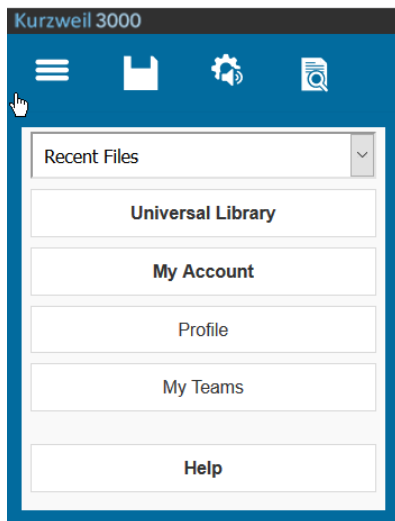 Kurzweil 3000
Recent Files
Universal Library
My Account
Profile
My Teams
Help